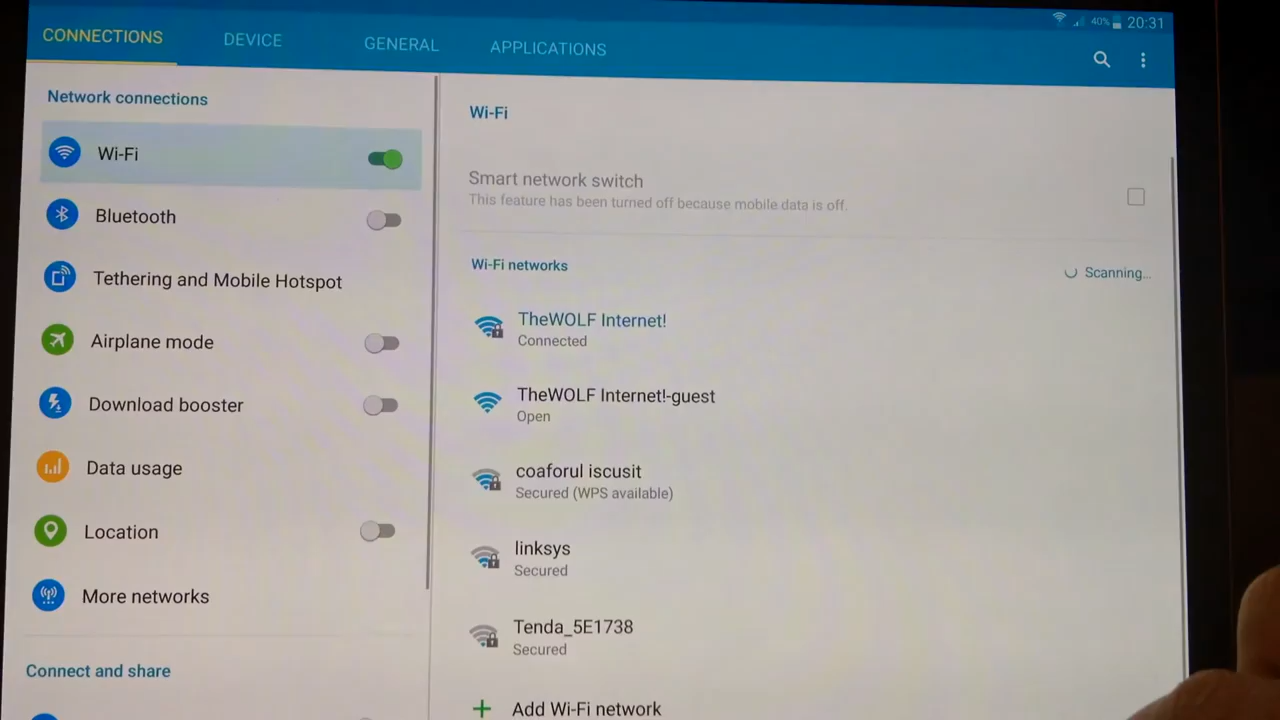 40% 20:31
CONNECTIONS DEVICE GENERAL APPLICATIONS
Network connections
Wi-Fi
Bluetooth
Tethering and Mobile Hotspot
Airplane mode
Download booster
Data usage
Location
More networks
Connect and share
Wi-Fi
Smart network switch
This feature has been turned off because mobile data is off.
Wi-Fi networks Scanning...
TheWOLF Internet!
Connected
TheWOLF Internet!-guest
Open
coaforul iscusit
Secured (WPS available)
linksys
Secured
Tenda_5E1738
Secured
Add Wi-Fi network